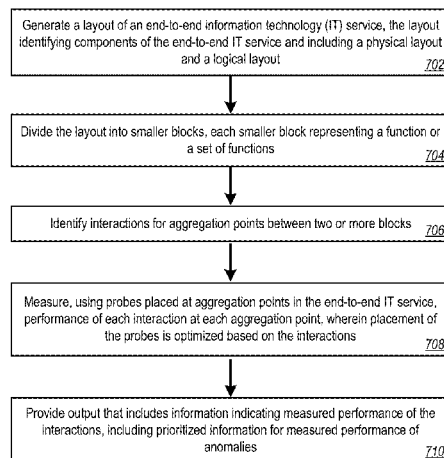 Generate a layout of an end-to-end information technology (IT) service, the layout
identifying components of the end-to-end IT service and including a physical layout
and a logical layout
702
Divide the layout into smaller blocks, each smaller block representing a function or
a set of functions
704
Identify interactions for aggregation points between two or more blocks
706
Measure, using probes placed at aggregation points in the end-to-end IT service,
performance of each interaction at each aggregation point, wherein placement of
the probes is optimized based on the interactions
708
Provide output that includes information indicating measured performance of the
interactions, including prioritized information for measured performance of
anomalies
710